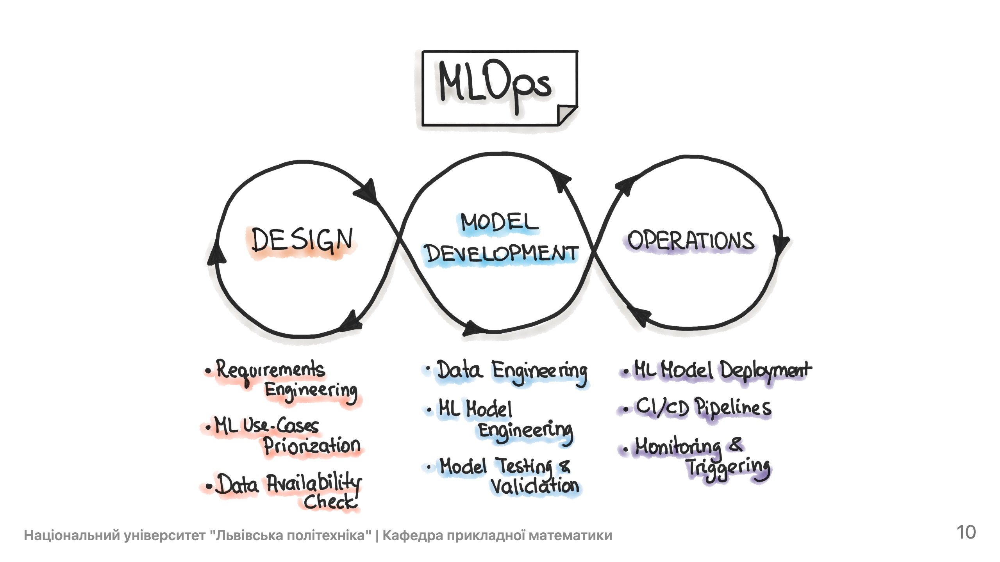 MLOps
DESIGN
MODEL
DEVELOPMENT
OPERATIONS
• Requirements
Engineering
• ML Use-Cases
Priorization
• Data Availability
Check
• Data Engineering
• ML Model
Engineering
• Model Testing &
Validation
• ML Model Deployment
• CI/CD Pipelines
• Monitoring &
Triggering
Національний університет "Львівська політехніка" | Кафедра прикладної математики
10